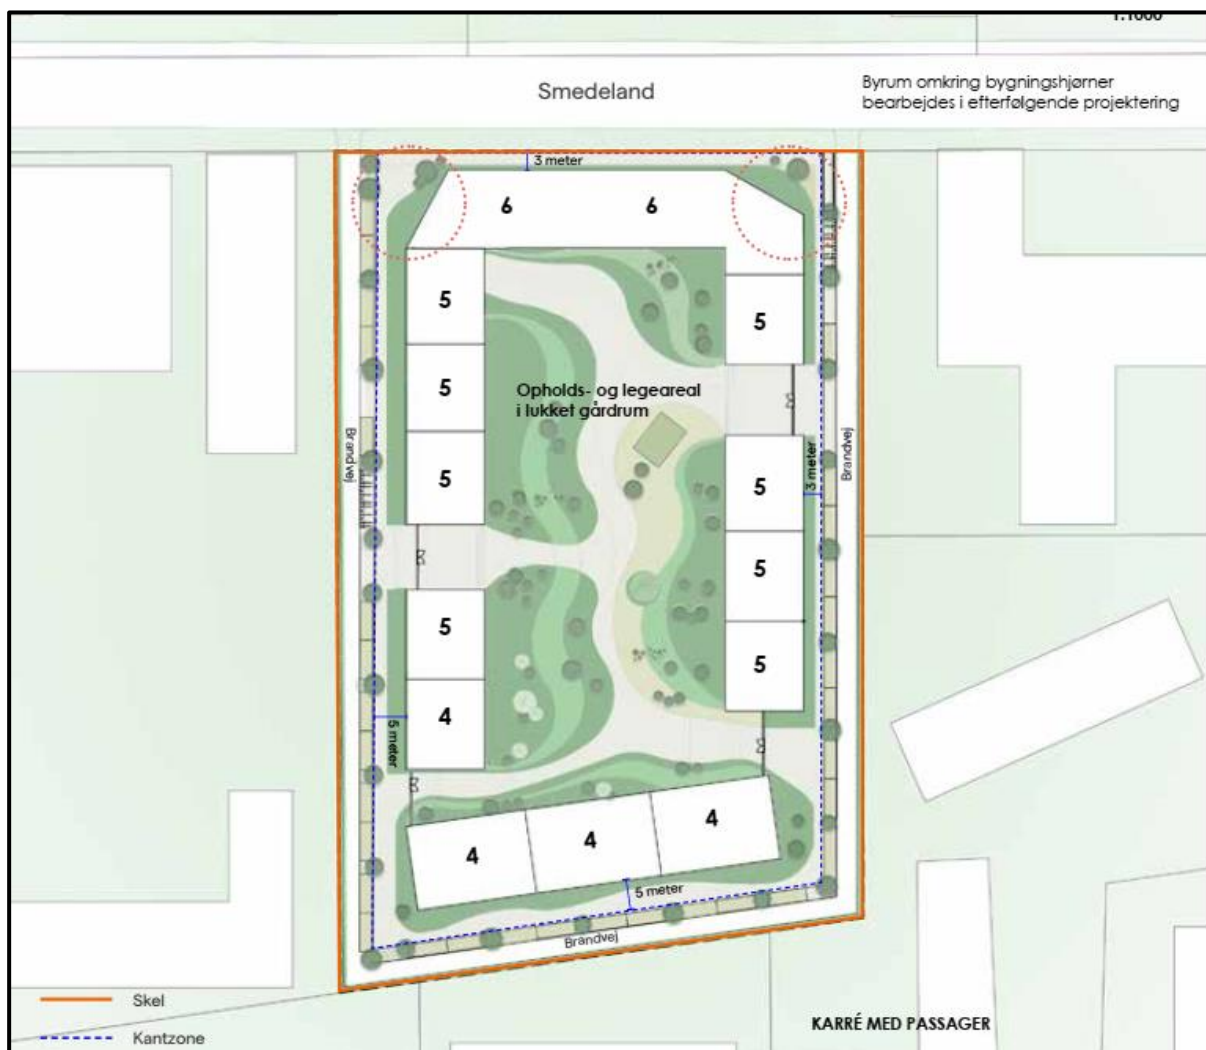 1:1000
Smedeland
Byrum omkring bygningshjørner
bearbejdes i efterfølgende projektering
3 meter
6
6
5
5
5
Opholds- og legeareal
i lukket gårdrum
5
Brandvej
Brandvej
3 meter
5
5
5
5
4
5 meter
4
4
4
5 meter
Brandvej
Skel
Kantzone
KARRÉ MED PASSAGER